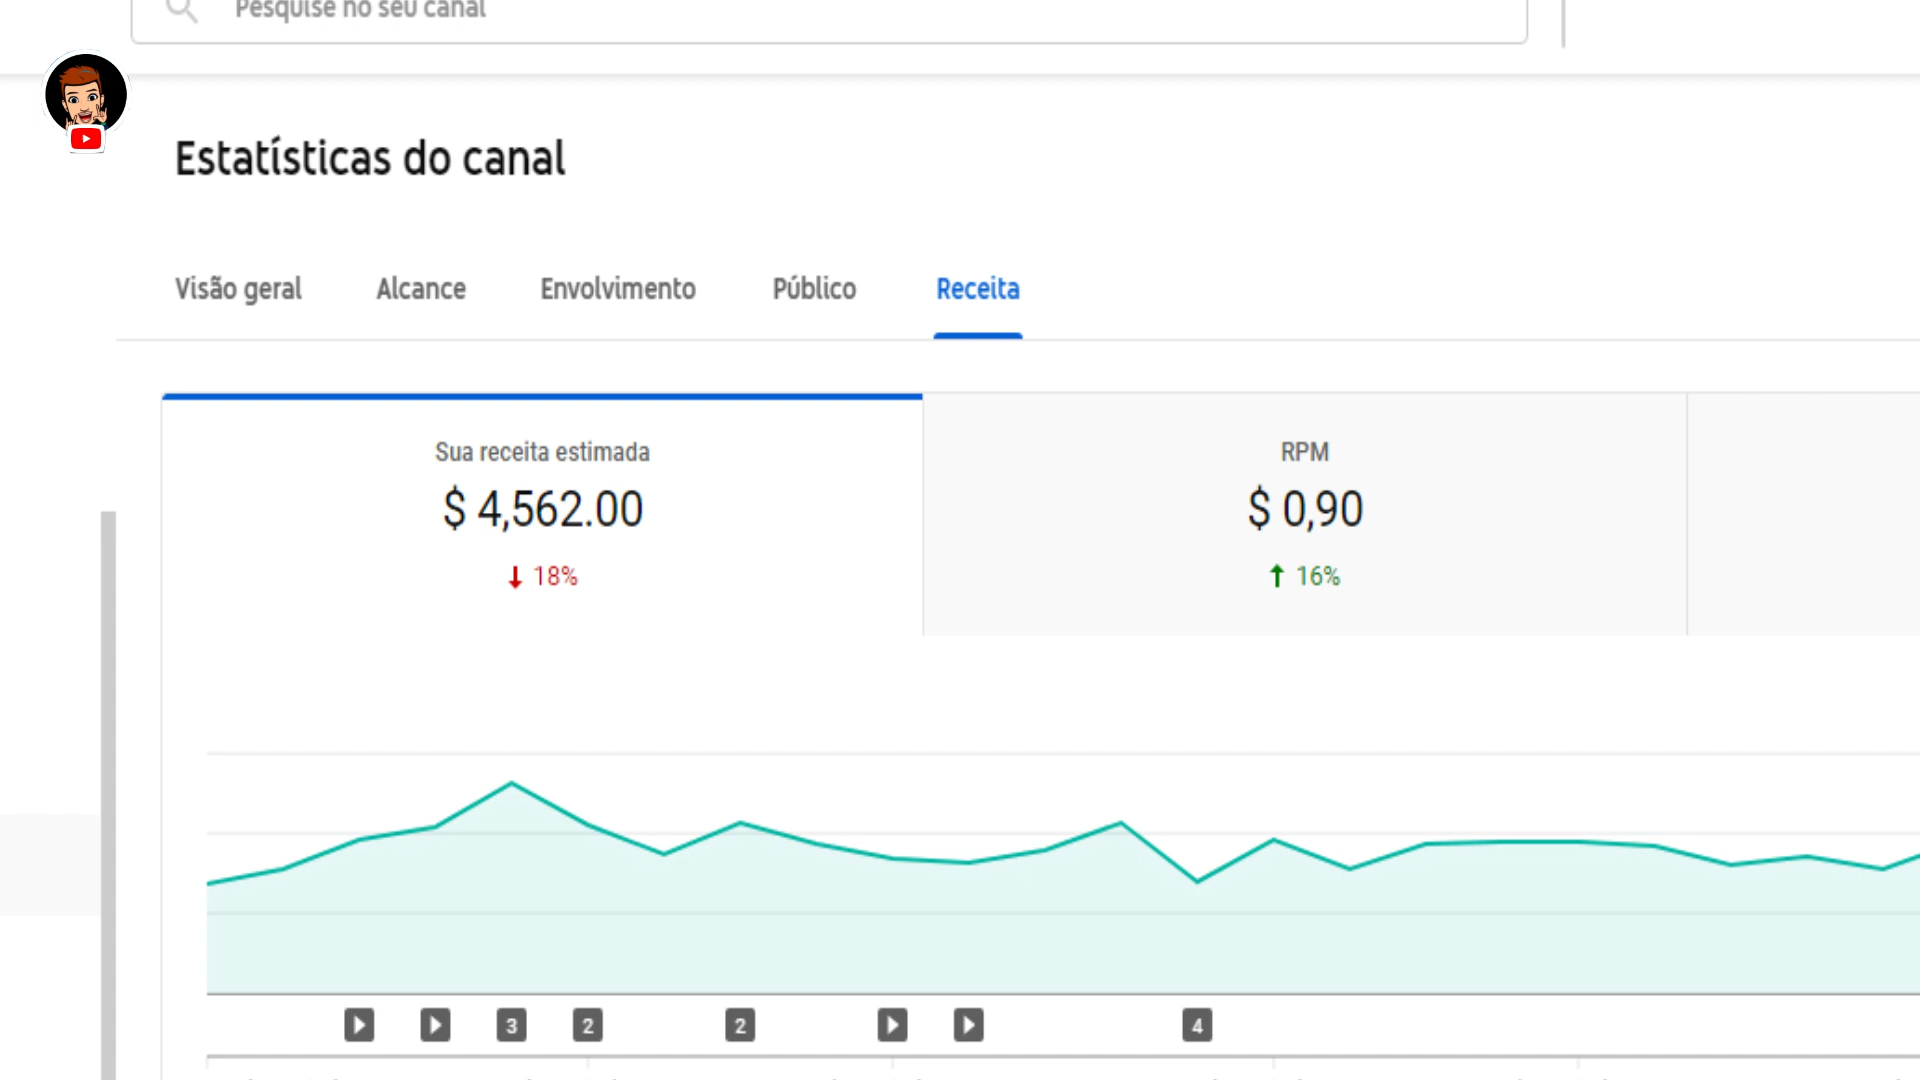 Pesquise no seu canal
Estatísticas do canal
Visão geral Alcance Envolvimento Público Receita
Sua receita estimada
$ 4,562.00
18%
RPM
$ 0,90
16%
3 2 2 4